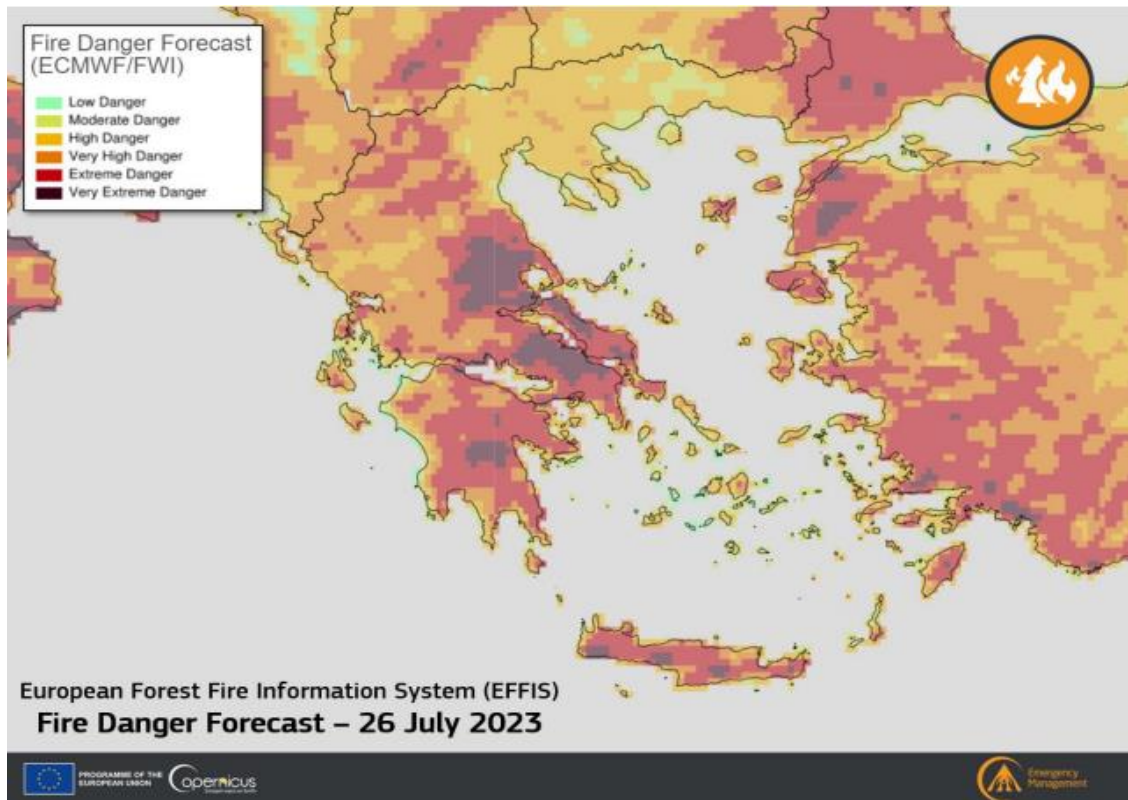 Fire Danger Forecast
(ECMWF/FWI)
Low Danger
Moderate Danger
High Danger
Very High Danger
Extreme Danger
Very Extreme Danger
European Forest Fire Information System (EFFIS)
Fire Danger Forecast – 26 July 2023
PROGRAMME OF THE
EUROPEAN UNION
opernicus
Emergency
Management